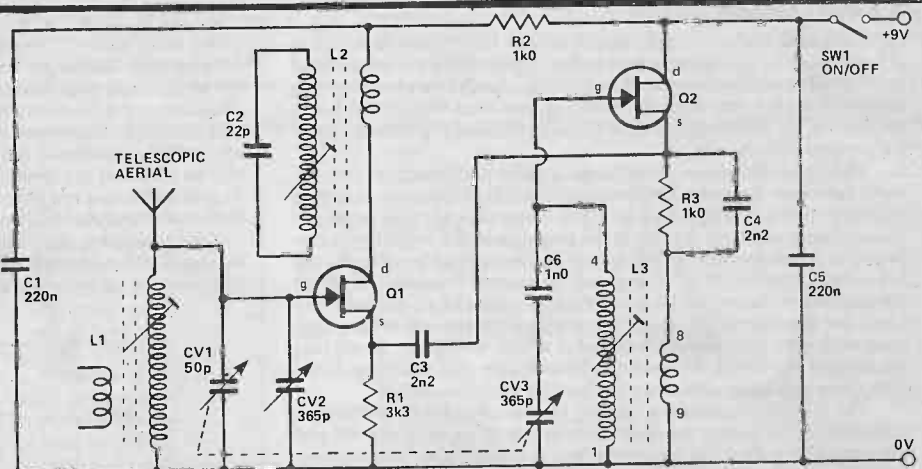 R2
1k0
+9V
SW1
ON/OFF
L2
C2
22p
d
g
Q2
s
TELESCOPIC
AERIAL
R3
1k0
C4
2n2
C1
220n
C6
1n0
4
L3
C5
220n
d
g
Q1
s
L1
CV1
50p
CV2
365p
C3
2n2
R1
3k3
CV3
365p
8
9
1
0V